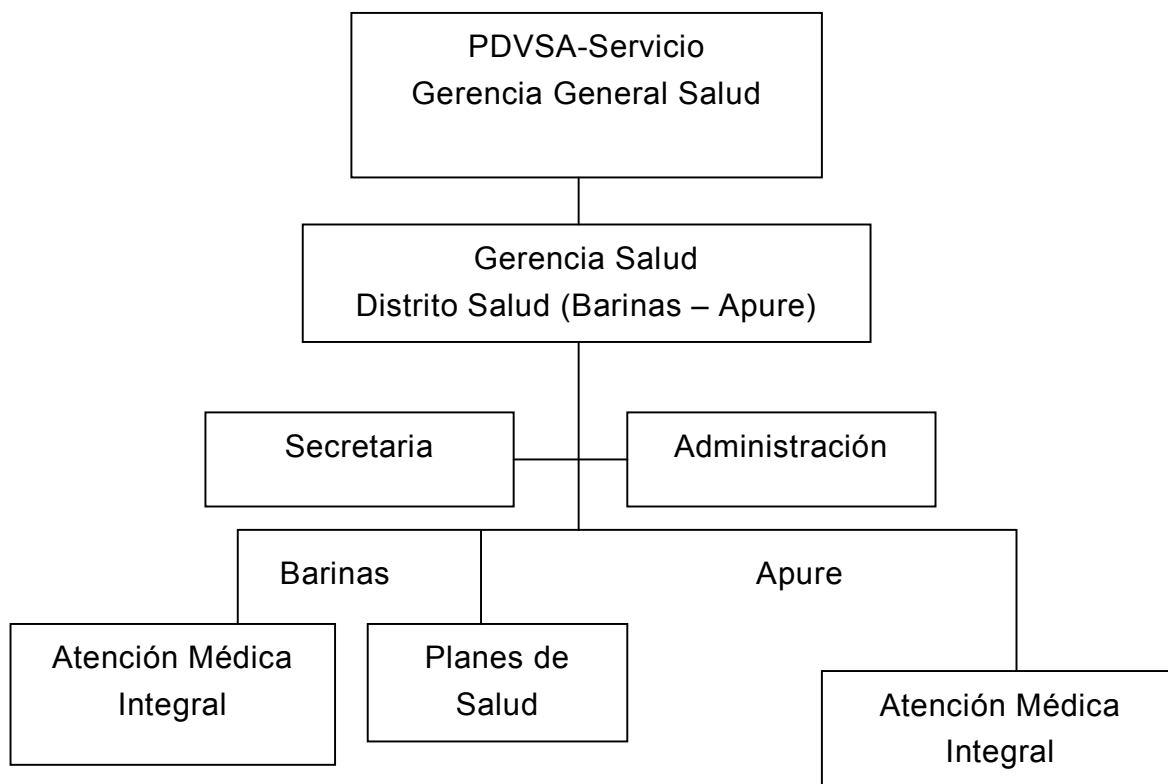 PDVSA-Servicio
Gerencia General Salud
Gerencia Salud
Distrito Salud (Barinas – Apure)
Secretaria
Administración
Barinas
Apure
Atención Médica
Integral
Planes de
Salud
Atención Médica
Integral